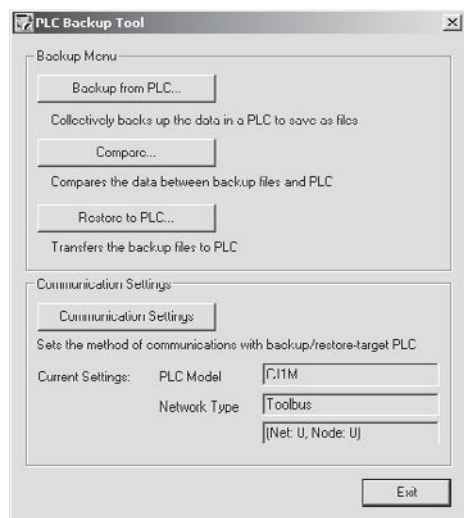 PLC Backup Tool
Backup Menu
Backup from PLC...
Collectively backs up the data in a PLC to save as files
Compare...
Compares the data between backup files and PLC
Restore to PLC...
Transfers the backup files to PLC
Communication Settings
Communication Settings
Sets the method of communications with backup/restore-target PLC
Current Settings:
PLC Model
CJ1M
Network Type
Toolbus
(Net: 0, Node: 0)
Exit